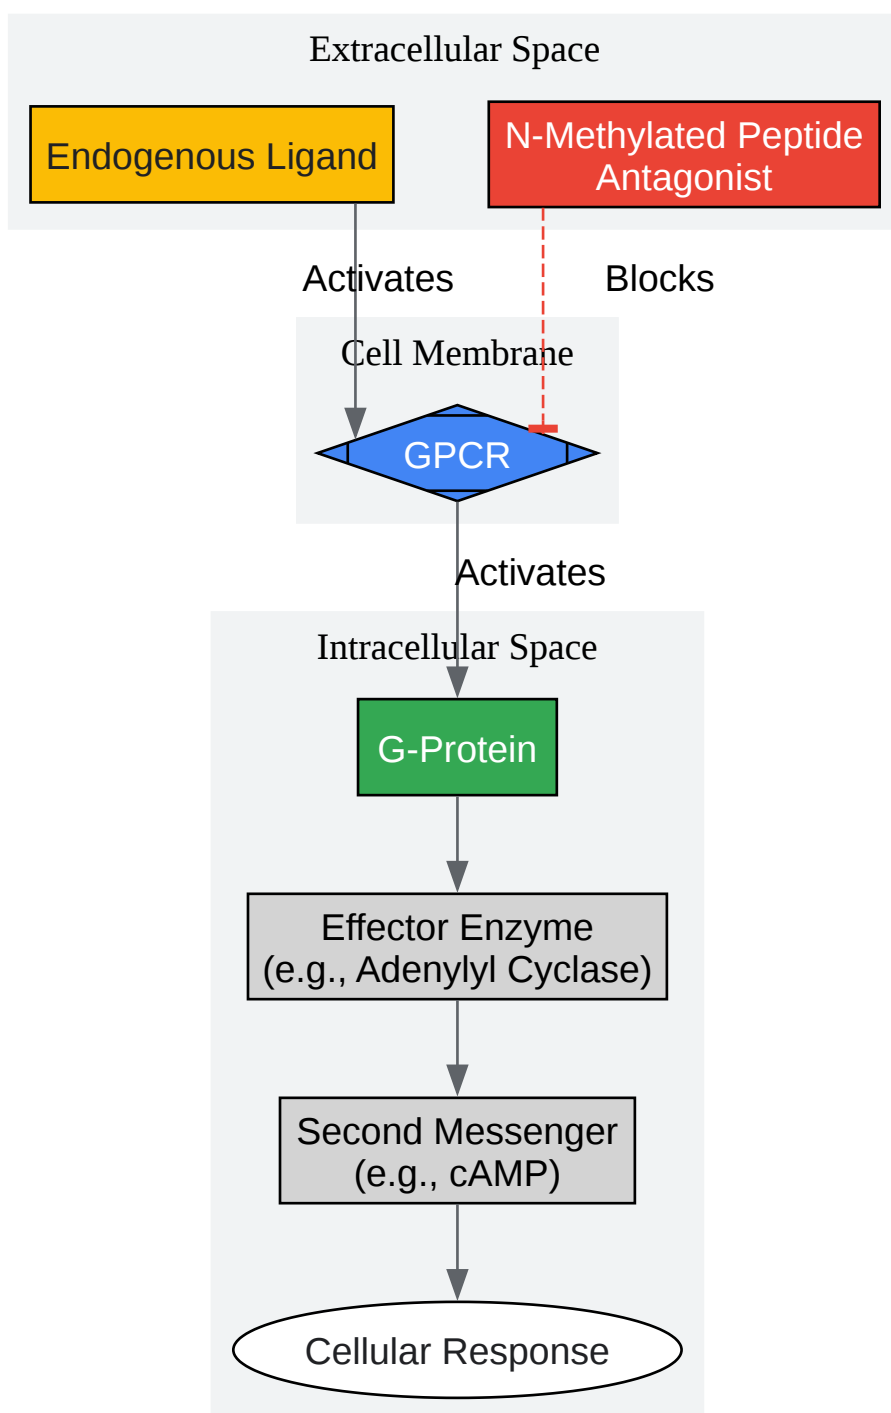 Extracellular Space
Endogenous Ligand
N-Methylated Peptide
Antagonist
Activates
Blocks
Cell Membrane
GPCR
Activates
Intracellular Space
G-Protein
Effector Enzyme
(e.g., Adenylyl Cyclase)
Second Messenger
(e.g., cAMP)
Cellular Response